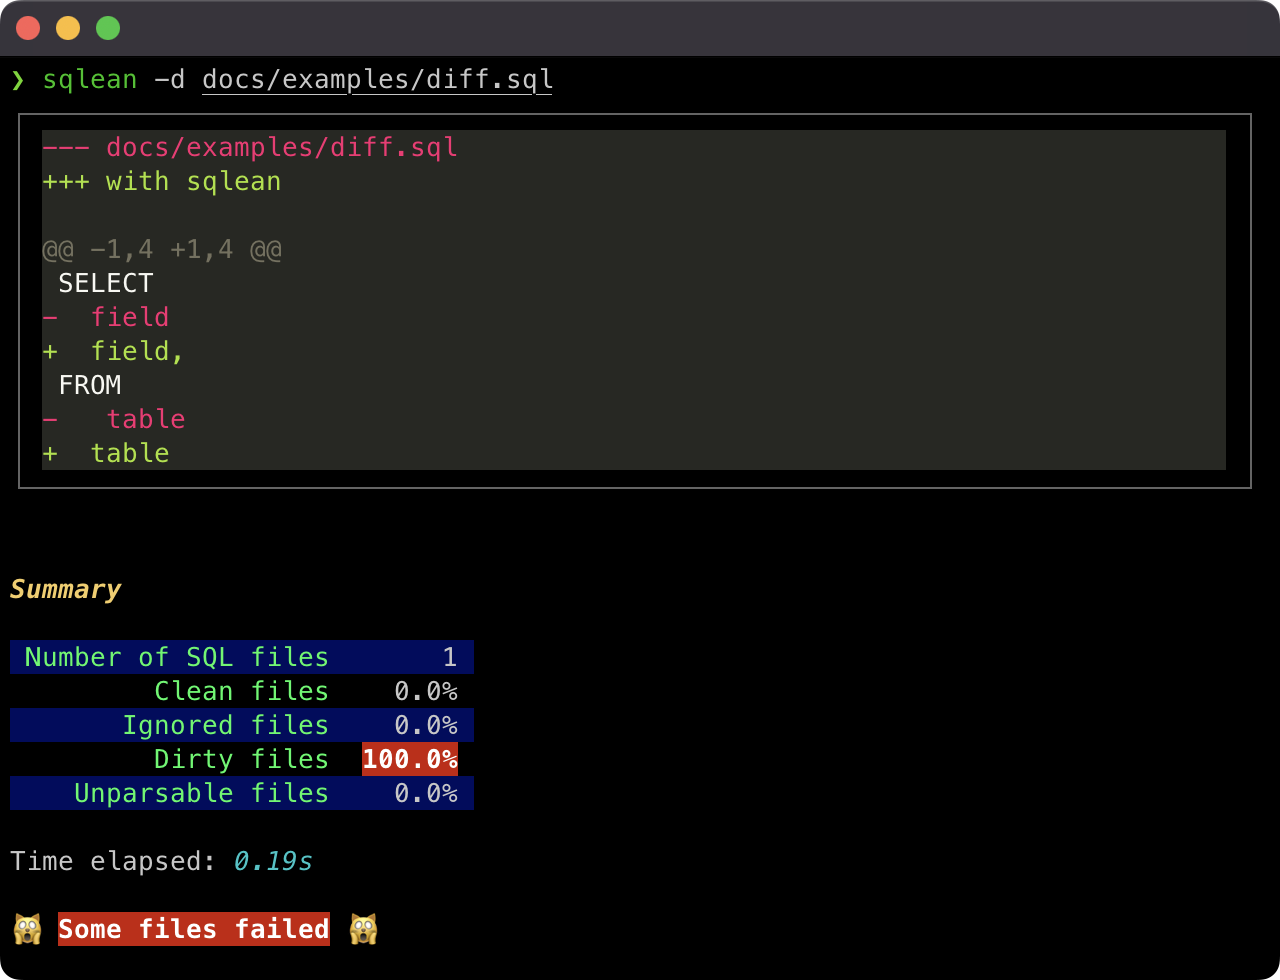 ❯ sqlean -d docs/examples/diff.sql
--- docs/examples/diff.sql
+++ with sqlean
@@ -1,4 +1,4 @@
 SELECT
-  field
+  field,
 FROM
-   table
+  table
Summary
Number of SQL files 1
Clean files 0.0%
Ignored files 0.0%
Dirty files 100.0%
Unparsable files 0.0%
Time elapsed: 0.19s
🙀 Some files failed 🙀